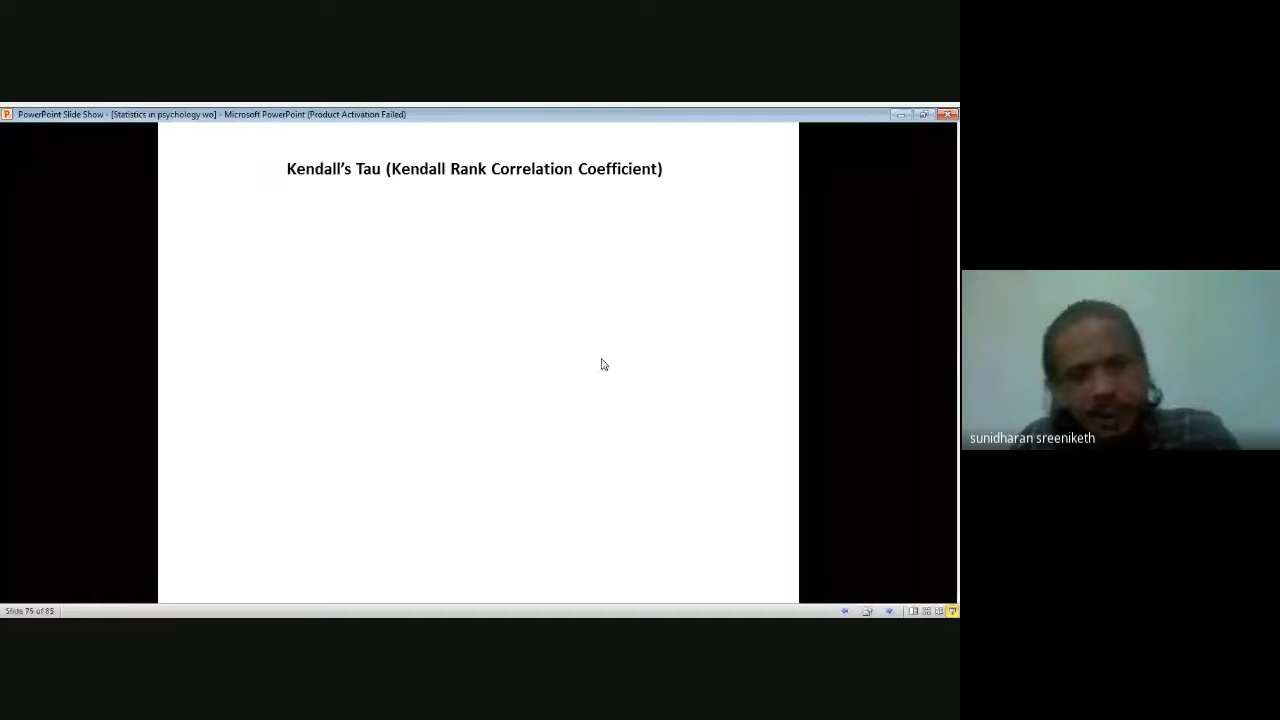 PowerPoint Slide Show - [Statistics in psychology wo] - Microsoft PowerPoint (Product Activation Failed)
Kendall's Tau (Kendall Rank Correlation Coefficient)
sunidharan sreeniketh
Slide 75 of 85